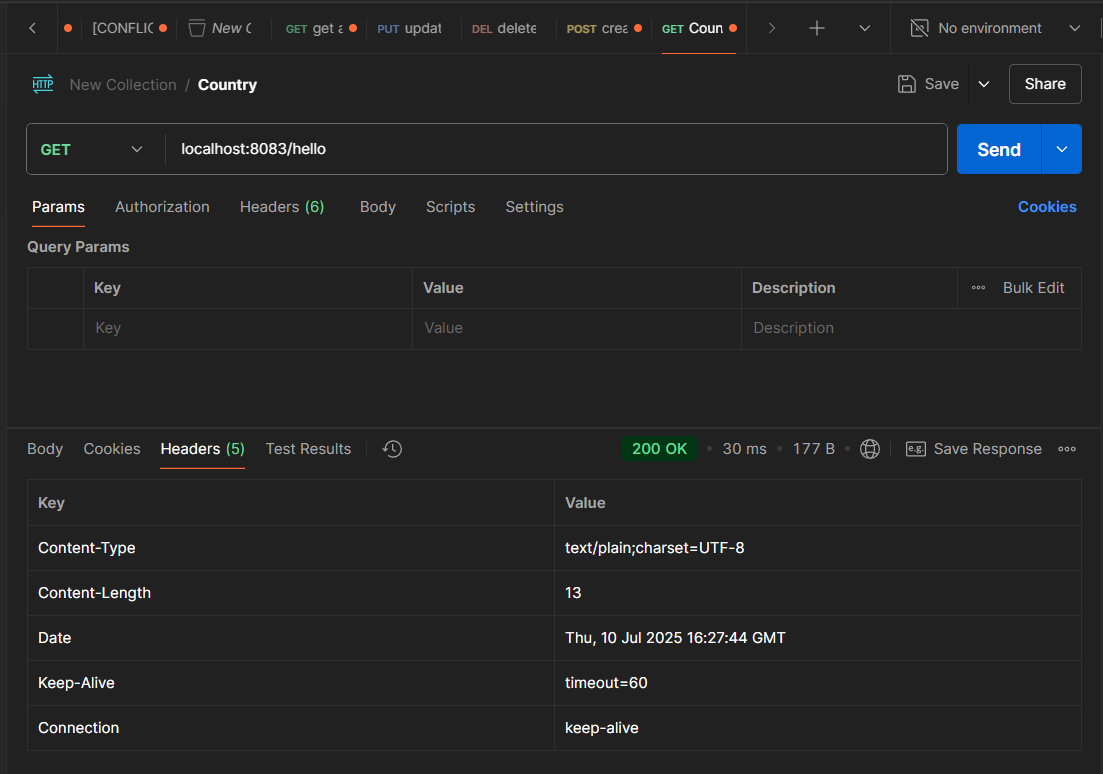 [CONFLIC New C GET get a PUT updat DEL delete POST crea GET Coun No environment
HTTP New Collection / Country Save Share
GET localhost:8083/hello Send
Params Authorization Headers (6) Body Scripts Settings Cookies
Query Params
Key Value Description Bulk Edit
Key Value Description
Body Cookies Headers (5) Test Results 200 OK 30 ms 177 B e.g. Save Response
Key Value
Content-Type text/plain;charset=UTF-8
Content-Length 13
Date Thu, 10 Jul 2025 16:27:44 GMT
Keep-Alive timeout=60
Connection keep-alive